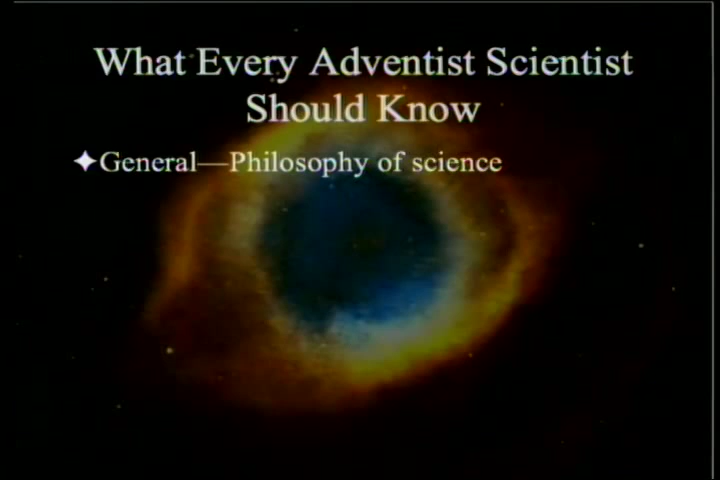 What Every Adventist Scientist
Should Know
✦General—Philosophy of science